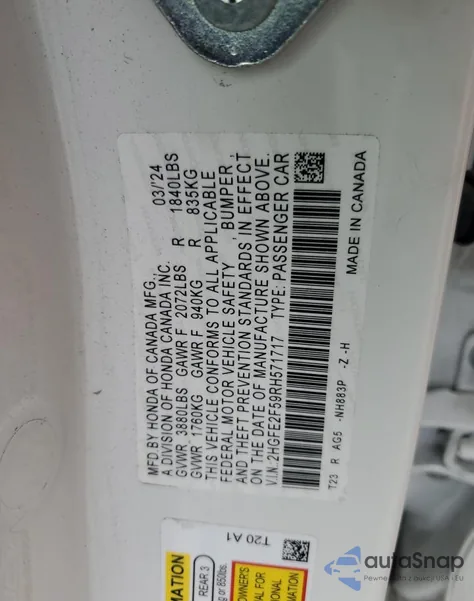 MFD BY HONDA OF CANADA MFG., 03/'24
A DIVISION OF HONDA CANADA INC.
GVWR 3880LBS GAWR F 2072LBS R 1840LBS
GVWR 1760KG GAWR F 940KG R 835KG
THIS VEHICLE CONFORMS TO ALL APPLICABLE
FEDERAL MOTOR VEHICLE SAFETY , BUMPER ,
AND THEFT PREVENTION STANDARDS IN EFFECT
ON THE DATE OF MANUFACTURE SHOWN ABOVE.
V.I.N: 2HGFE2F59RH571717 TYPE: PASSENGER CAR
T23 R AG5 -NH883P -Z -H
MADE IN CANADA
T20 A1
REAR 3
autoSnap